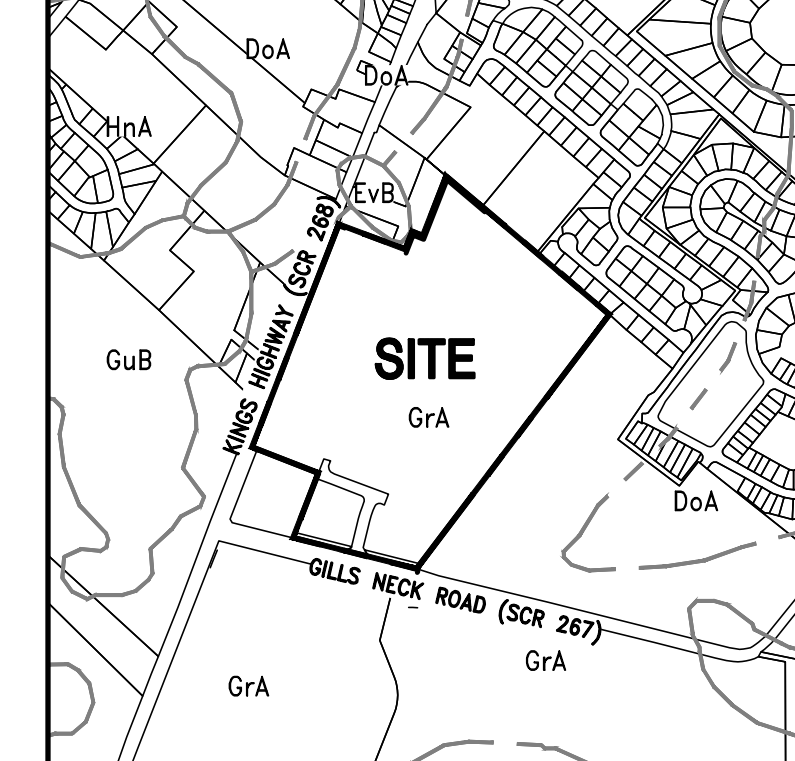 DoA
DoA
HnA
EvB
KINGS HIGHWAY (SCR 268)
GuB
SITE
GrA
DoA
GILLS NECK ROAD (SCR 267)
GrA
GrA